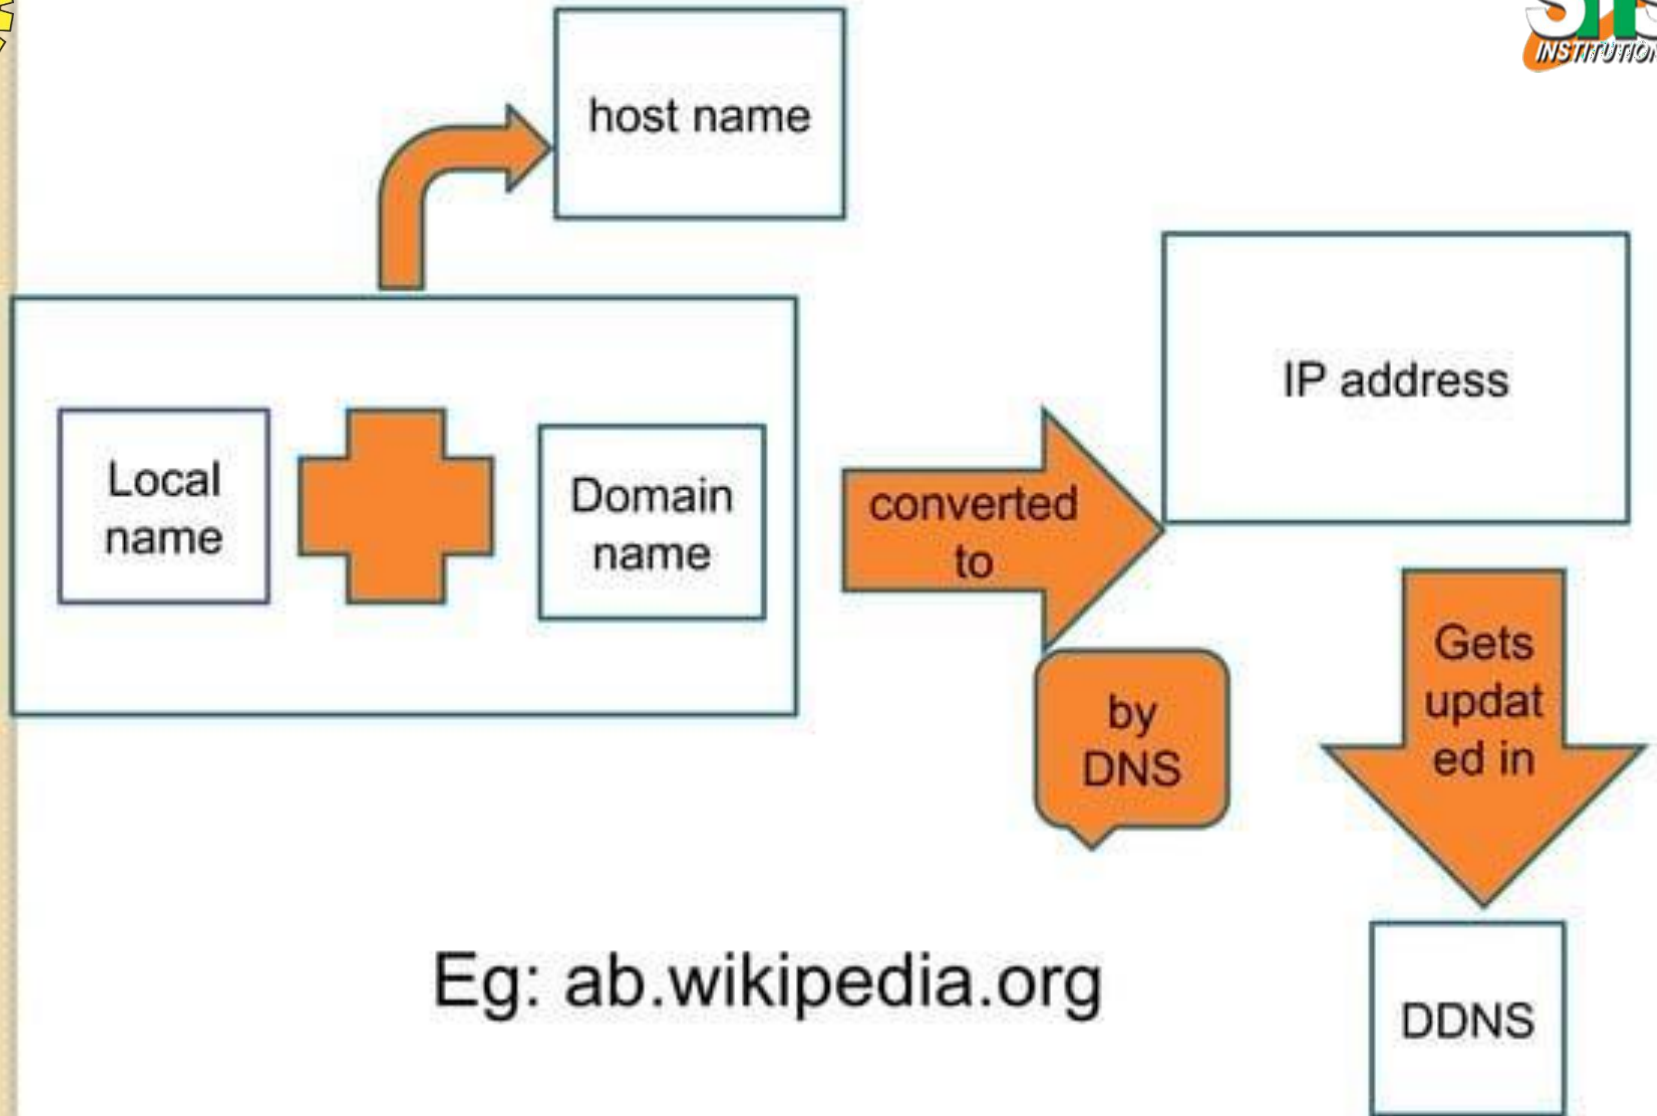 INSTITUTION
host name
IP address
Local
name
Domain
name
converted
to
by
DNS
Gets
updat
ed in
Eg: ab.wikipedia.org
DDNS